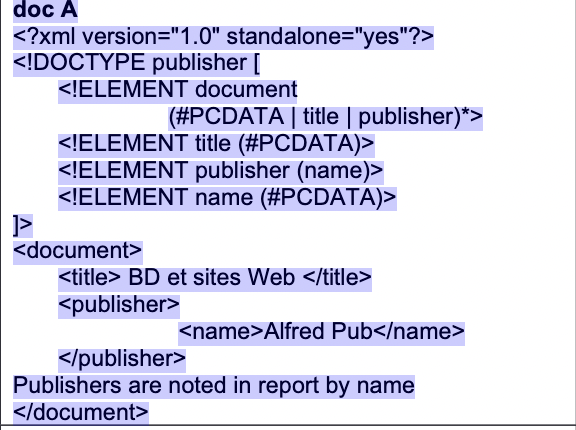 doc A
<?xml version="1.0" standalone="yes"?>
<!DOCTYPE publisher [
<!ELEMENT document
(#PCDATA | title | publisher)*>
<!ELEMENT title (#PCDATA)>
<!ELEMENT publisher (name)>
<!ELEMENT name (#PCDATA)>
]>
<document>
<title> BD et sites Web </title>
<publisher>
<name>Alfred Pub</name>
</publisher>
Publishers are noted in report by name
</document>